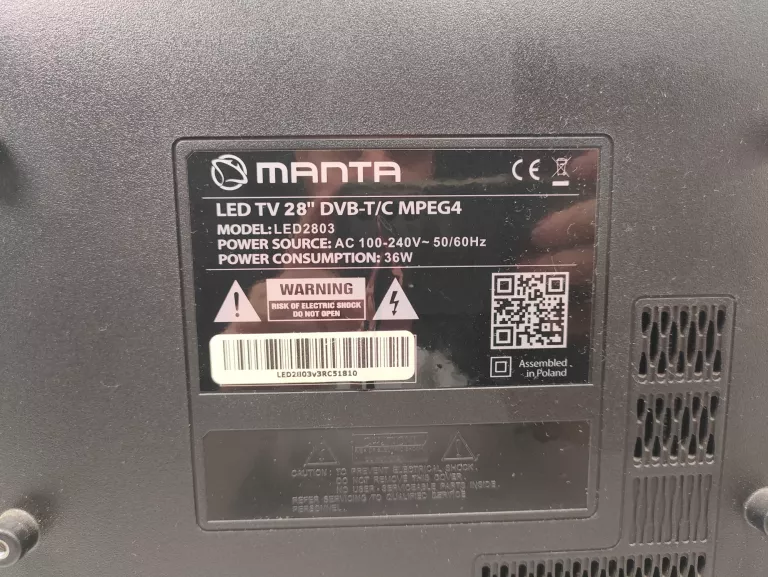 MANTA CE
LED TV 28" DVB-T/C MPEG4
MODEL:LED2803
POWER SOURCE: AC 100-240V~ 50/60Hz
POWER CONSUMPTION: 36W
WARNING
RISK OF ELECTRIC SHOCK
DO NOT OPEN
LED2803v3RC51810
Assembled
in Poland
CAUTION: TO PREVENT ELECTRICAL SHOCK,
DO NOT REMOVE BACK.
NO USER-SERVICEABLE PARTS INSIDE.
REFER SERVICING TO QUALIFIED SERVICE
PERSONNEL.